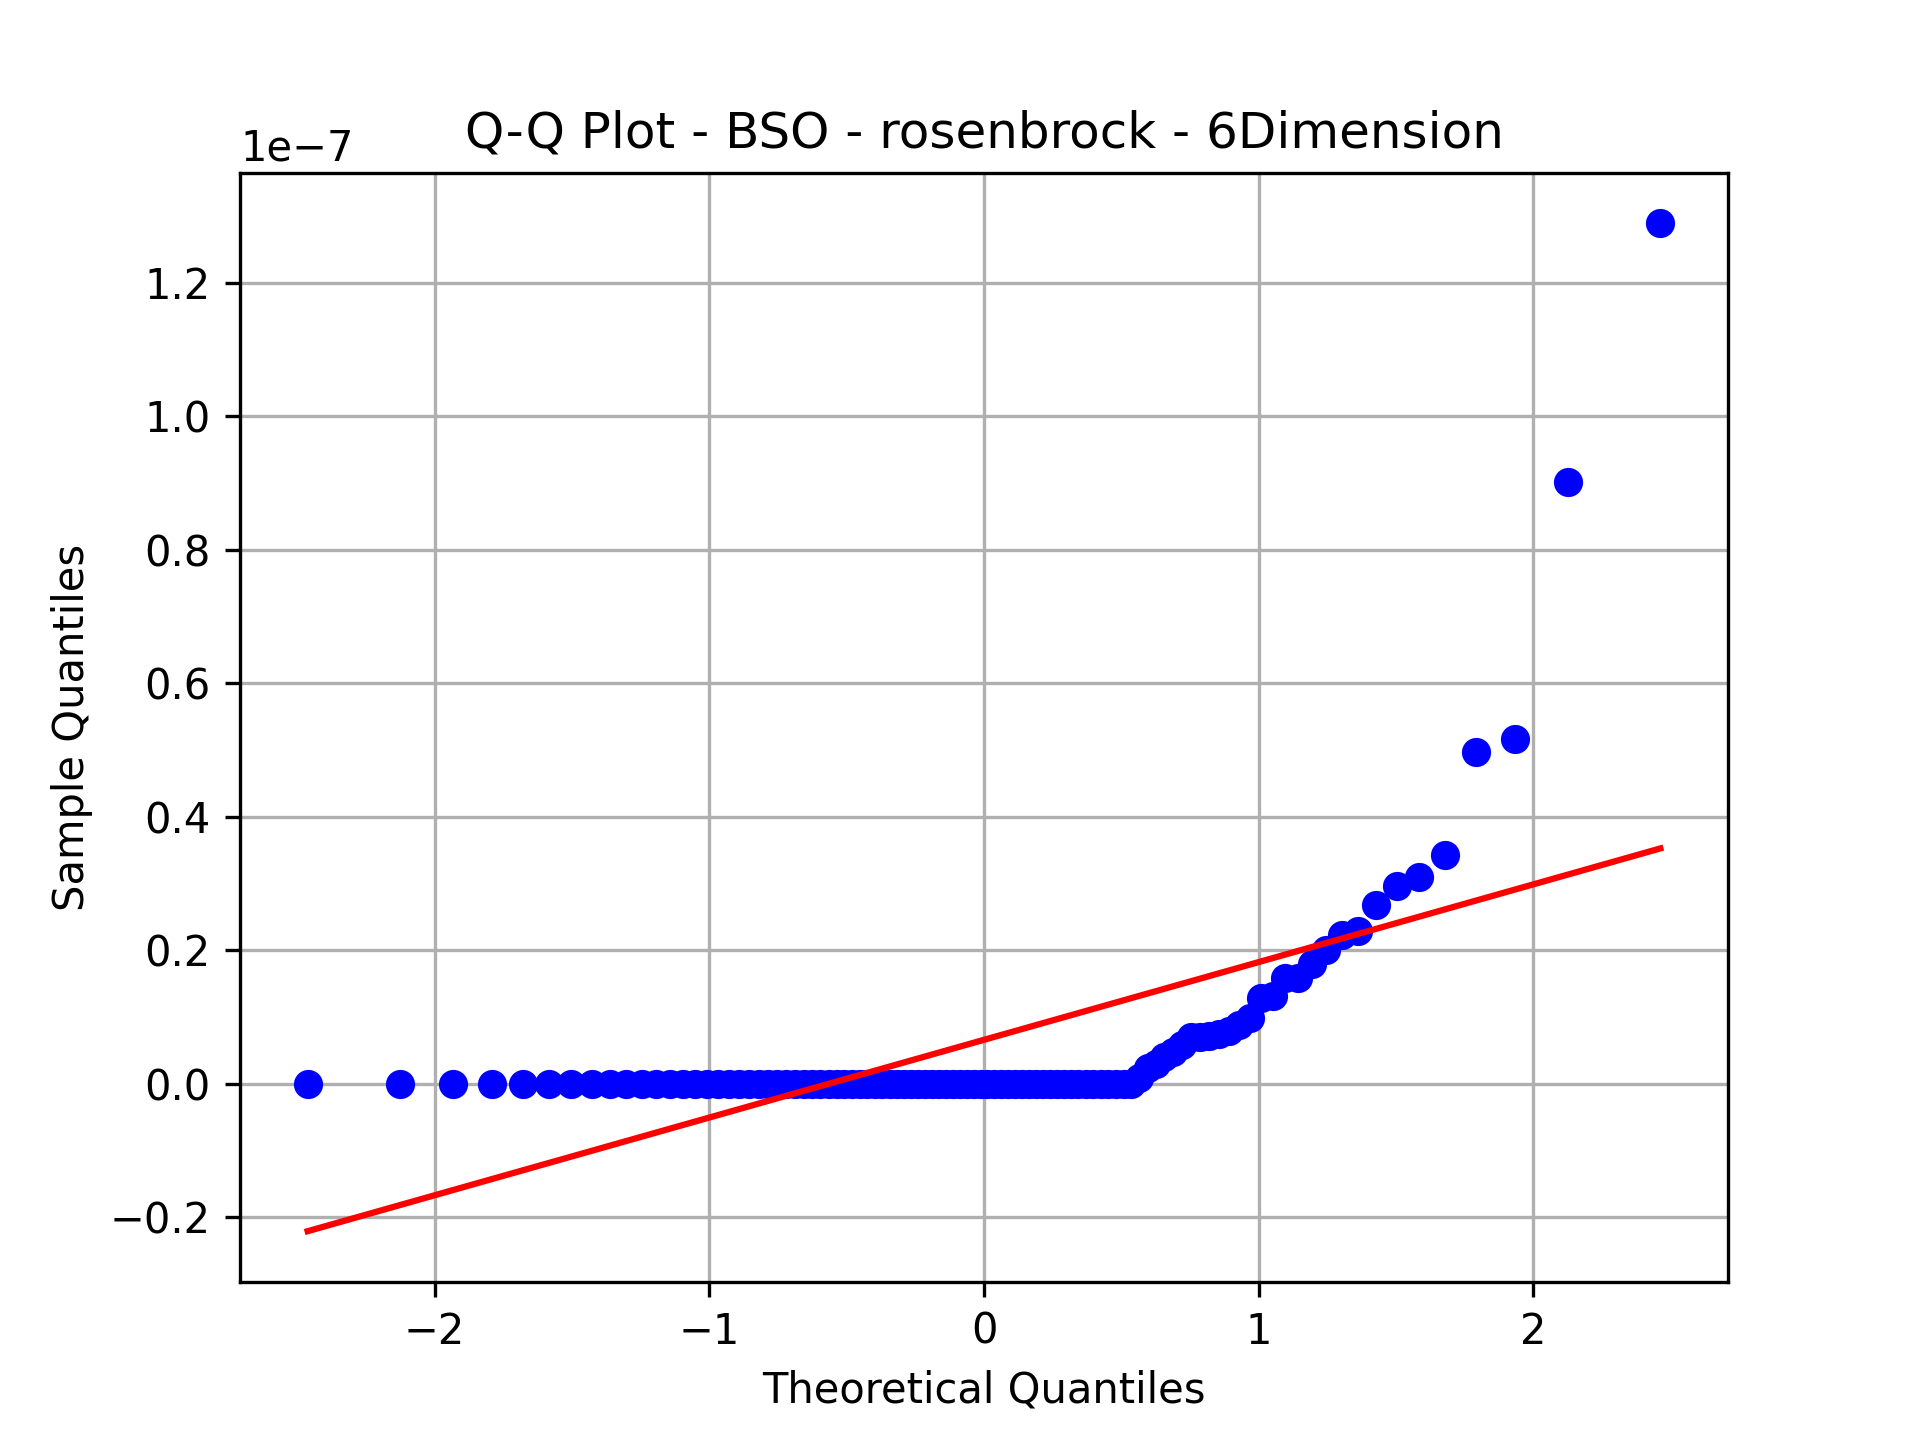 Q-Q Plot - BSO - rosenbrock - 6Dimension
1e−7
1.2
1.0
0.8
0.6
0.4
0.2
0.0
−0.2
Sample Quantiles
−2 −1 0 1 2
Theoretical Quantiles